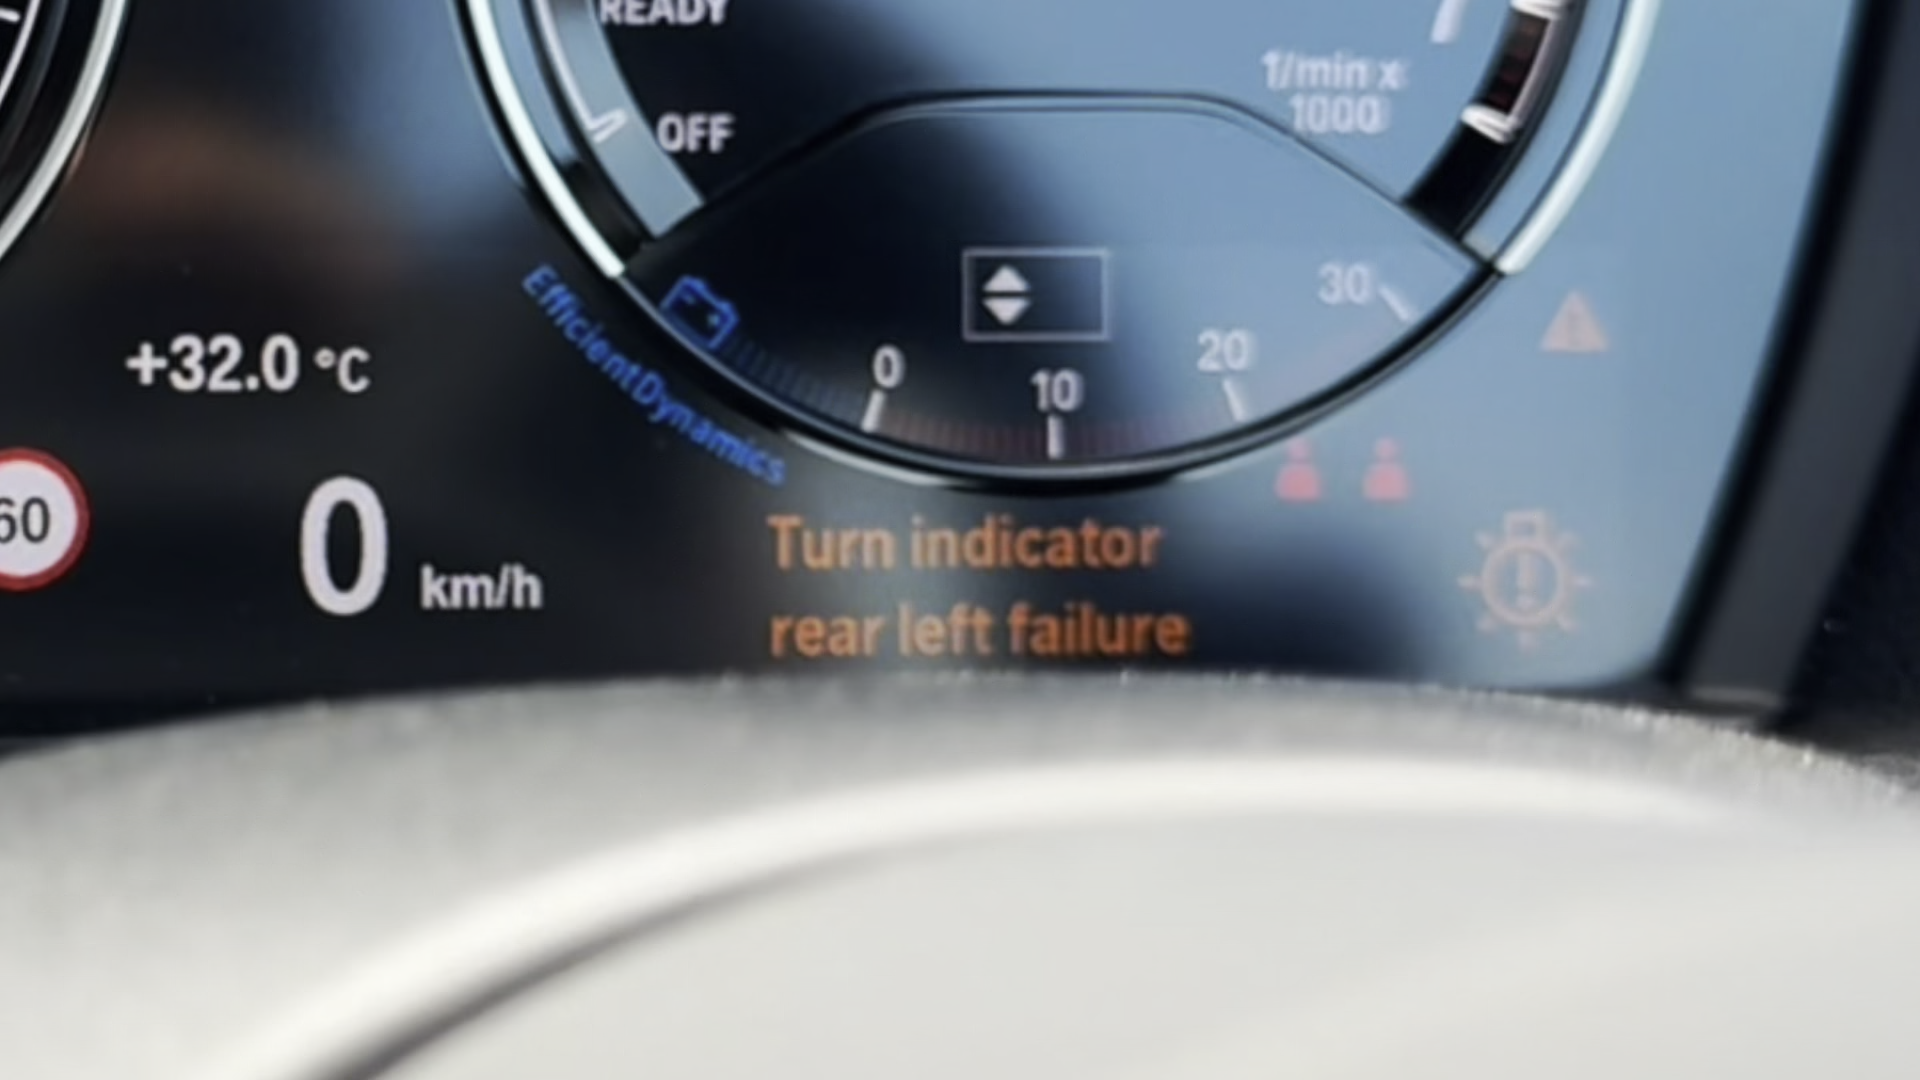 READY
OFF
1/min x
1000
30
20
10
0
EfficientDynamics
+32.0 °C
60
0 km/h
Turn indicator
rear left failure